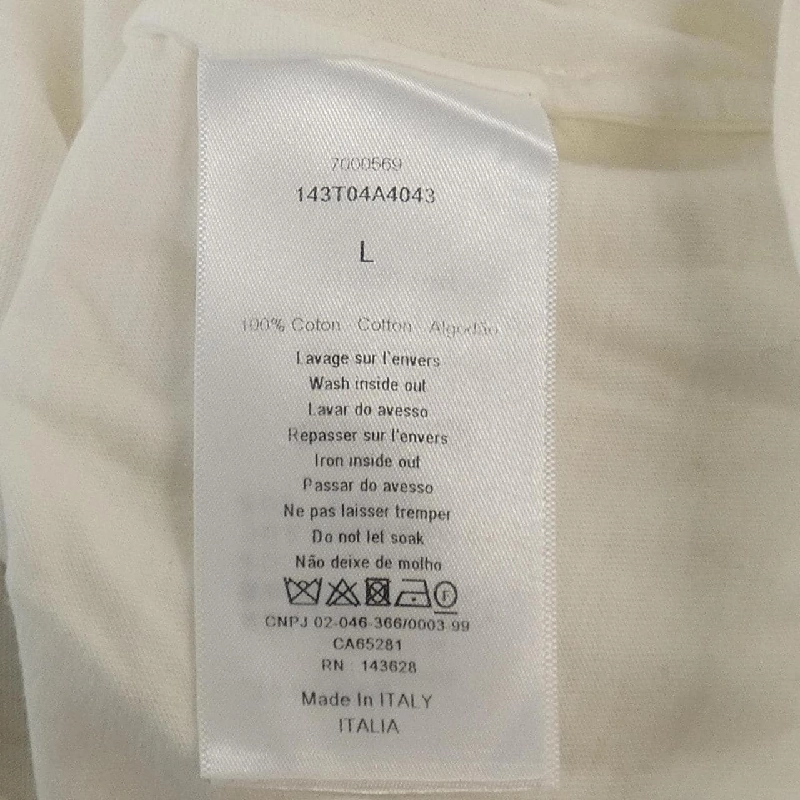 7000569
143T04A4043
L
100% Coton - Cotton - Algodão
Lavage sur l'envers
Wash inside out
Lavar do avesso
Repasser sur l'envers
Iron inside out
Passar do avesso
Ne pas laisser tremper
Do not let soak
Não deixe de molho
F
CNPJ 02-046-366/0003-99
CA65281
RN : 143628
Made In ITALY
ITALIA